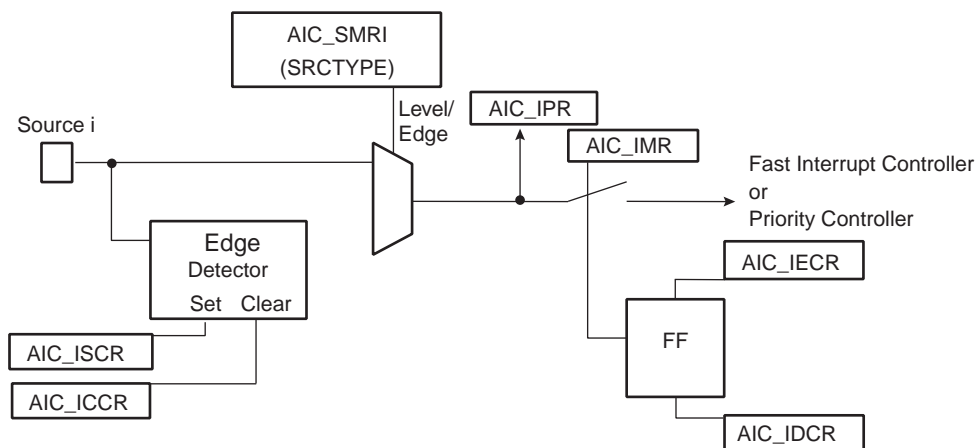 AIC_SMRI
(SRCTYPE)
Source i
Level/
Edge
AIC_IPR
AIC_IMR
Fast Interrupt Controller
or
Priority Controller
Edge
Detector
Set Clear
AIC_IECR
FF
AIC_ISCR
AIC_ICCR
AIC_IDCR